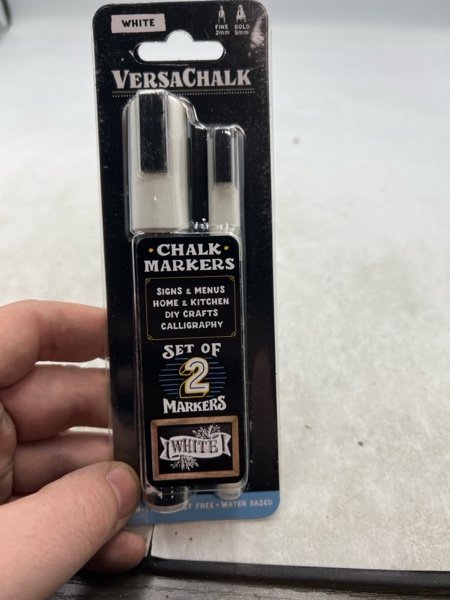 WHITE
FINE BOLD
3mm 5mm
VERSACHALK
CHALK
MARKERS
SIGNS & MENUS
HOME & KITCHEN
DIY CRAFTS
CALLIGRAPHY
SET OF
2
MARKERS
WHITE
FREE • WATER BASED